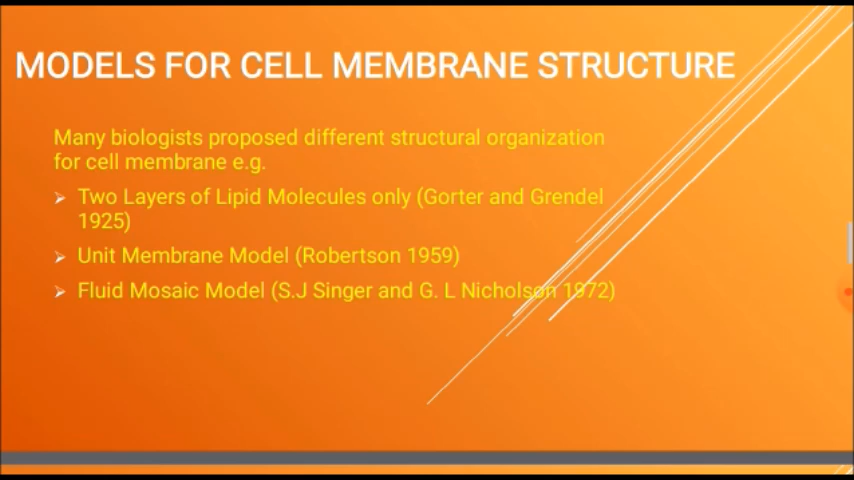 MODELS FOR CELL MEMBRANE STRUCTURE
Many biologists proposed different structural organization
for cell membrane e.g.
Two Layers of Lipid Molecules only (Gorter and Grendel
1925)
Unit Membrane Model (Robertson 1959)
Fluid Mosaic Model (S.J Singer and G. L Nicholson 1972)